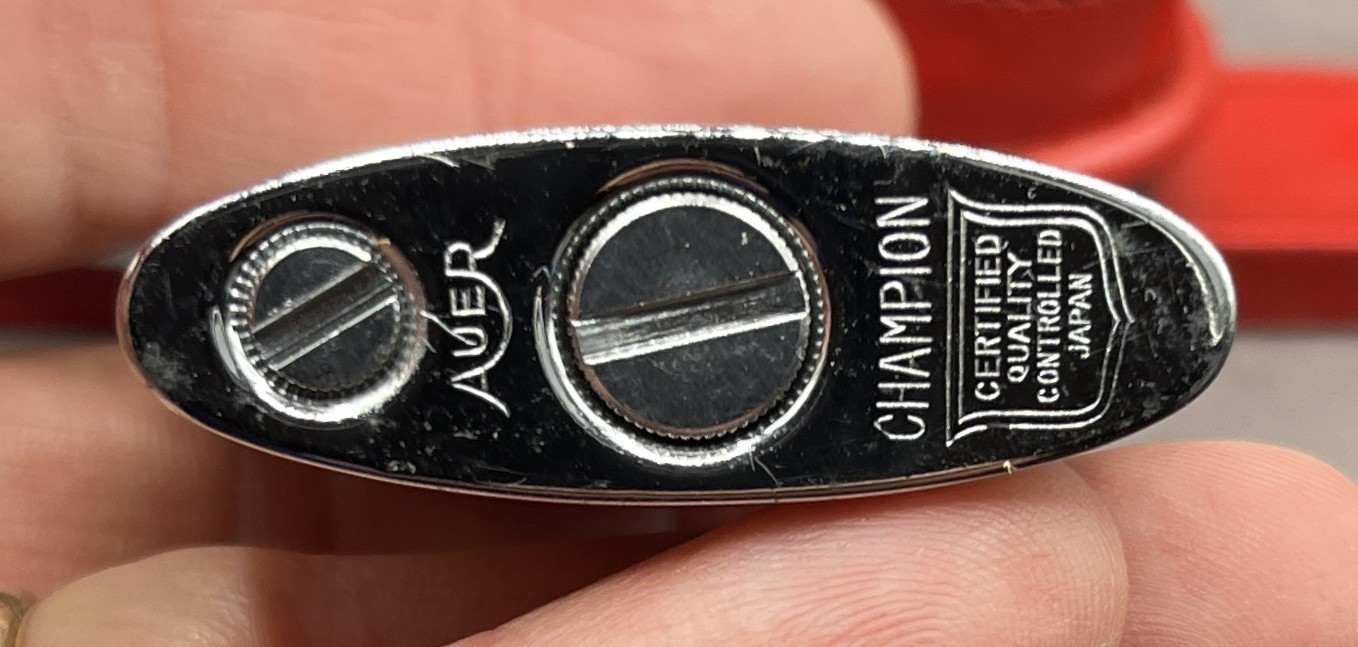 AUER
CHAMPION
CERTIFIED
QUALITY
CONTROLLED
JAPAN